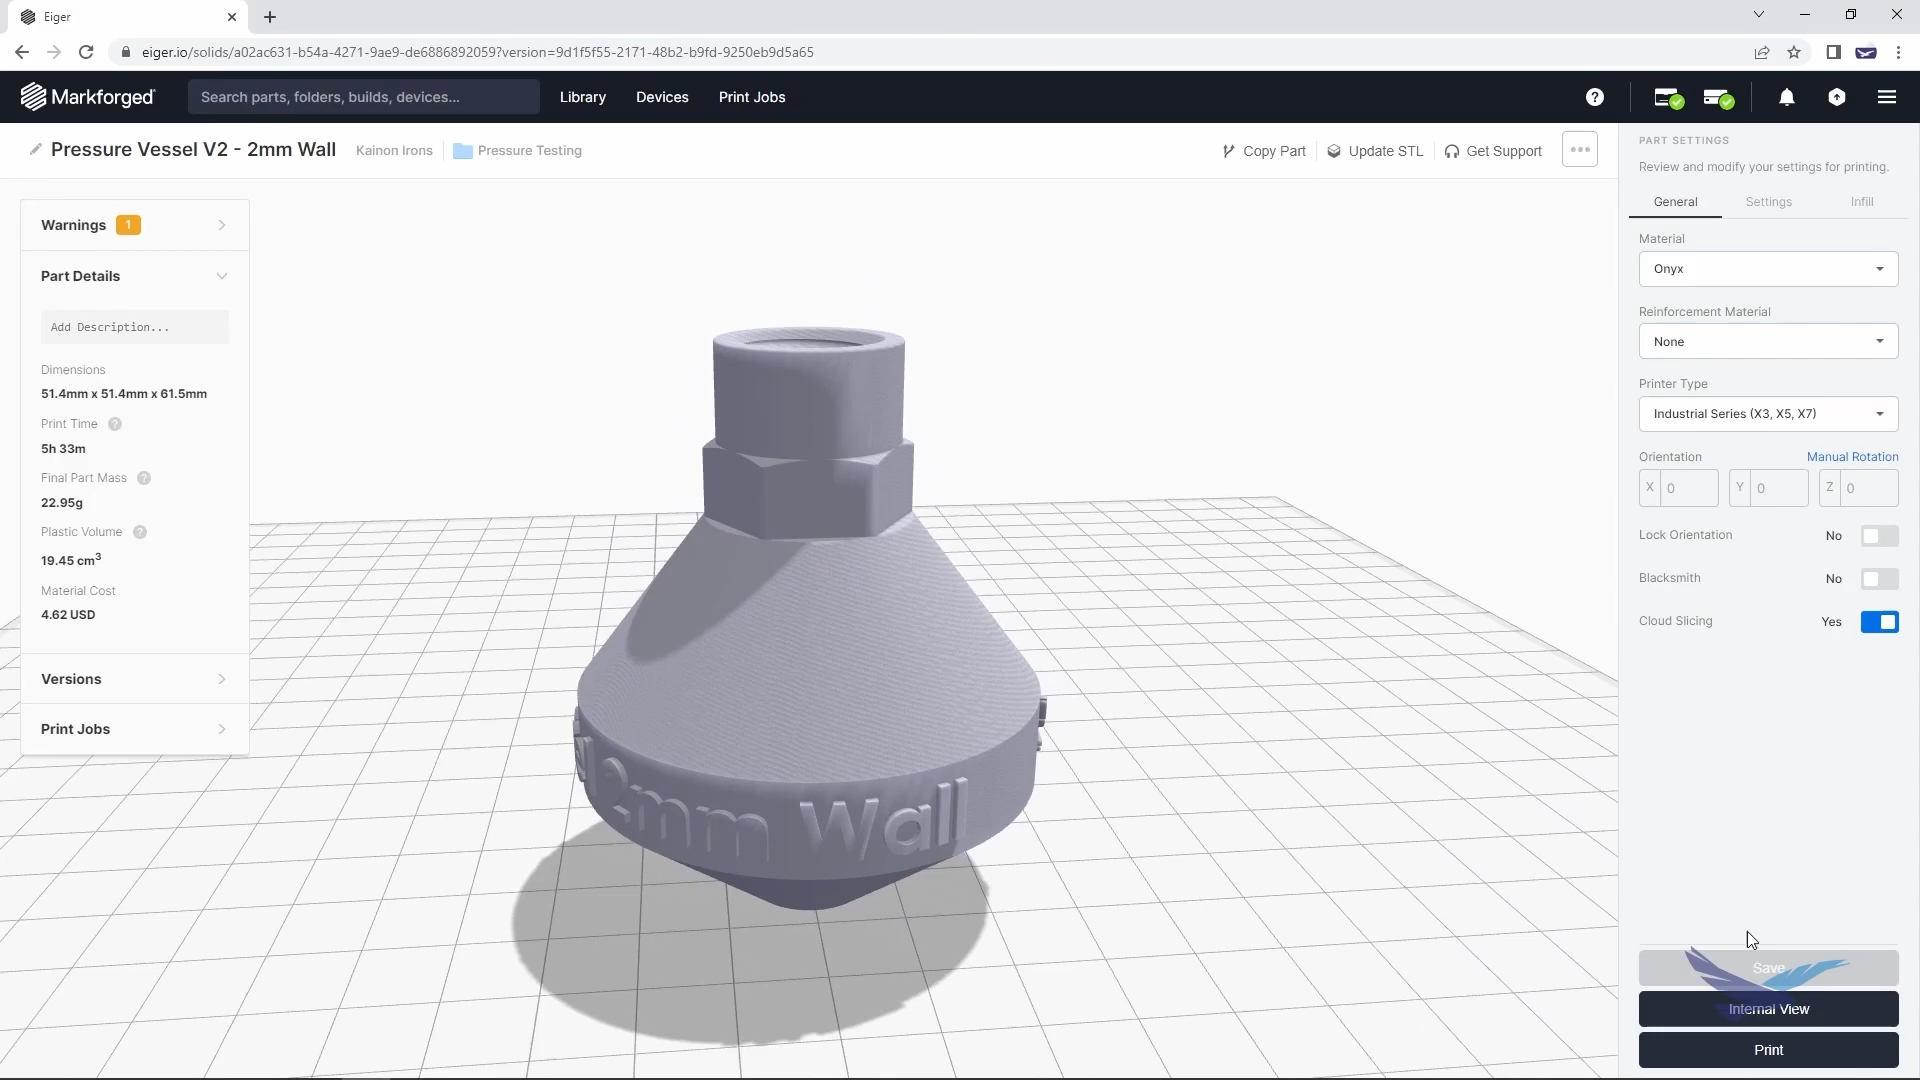 Eiger
eiger.io/solids/a02ac631-b54a-4271-9ae9-de6886892059?version=9d1f5f55-2171-48b2-b9fd-9250eb9d5a65
Markforged
Search parts, folders, builds, devices...
Library
Devices
Print Jobs
Pressure Vessel V2 - 2mm Wall
Kainon Irons
Pressure Testing
Copy Part
Update STL
Get Support
Warnings 1
Part Details
Add Description...
Dimensions
51.4mm x 51.4mm x 61.5mm
Print Time
5h 33m
Final Part Mass
22.95g
Plastic Volume
19.45 cm3
Material Cost
4.62 USD
Versions
Print Jobs
2mm Wall
PART SETTINGS
Review and modify your settings for printing.
General
Settings
Infill
Material
Onyx
Reinforcement Material
None
Printer Type
Industrial Series (X3, X5, X7)
Orientation
Manual Rotation
X 0
Y 0
Z 0
Lock Orientation No
Blacksmith No
Cloud Slicing Yes
Save
Internal View
Print